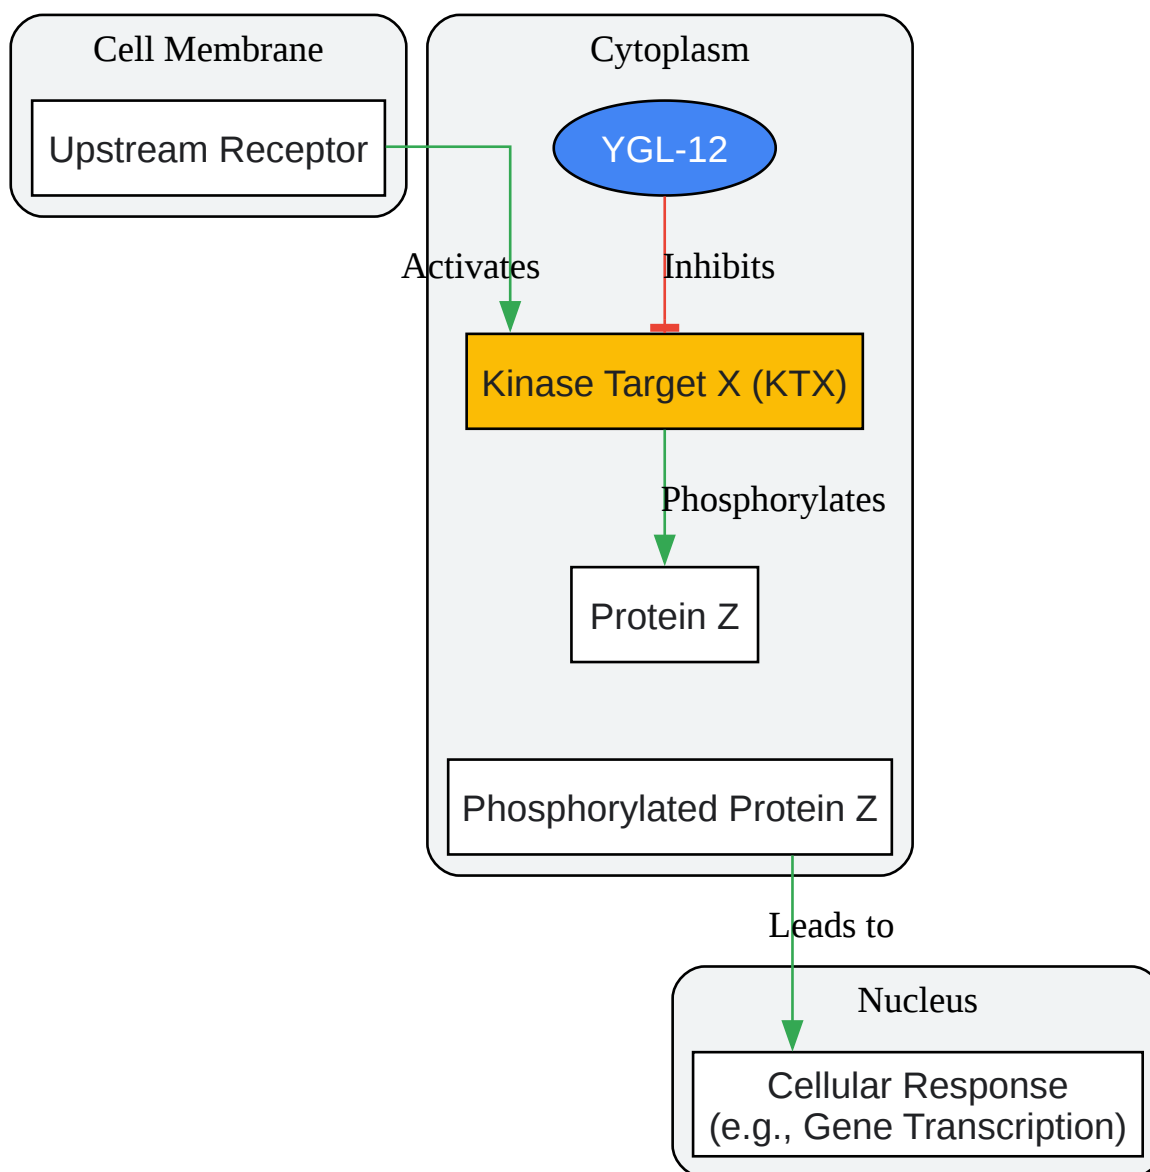 Cell Membrane
Cytoplasm
Upstream Receptor
YGL-12
Activates
Inhibits
Kinase Target X (KTX)
Phosphorylates
Protein Z
Phosphorylated Protein Z
Leads to
Nucleus
Cellular Response
(e.g., Gene Transcription)